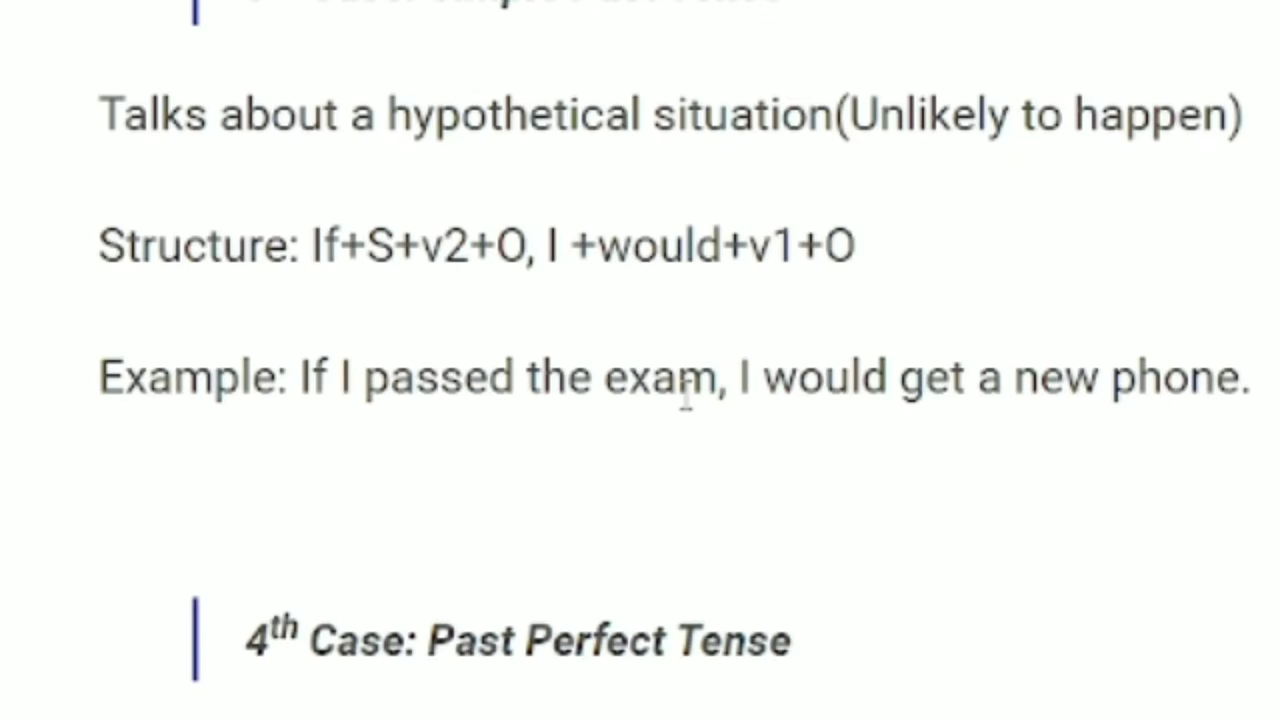 Talks about a hypothetical situation(Unlikely to happen)
Structure: If+S+v2+O, I +would+v1+O
Example: If I passed the exam, I would get a new phone.
4th Case: Past Perfect Tense